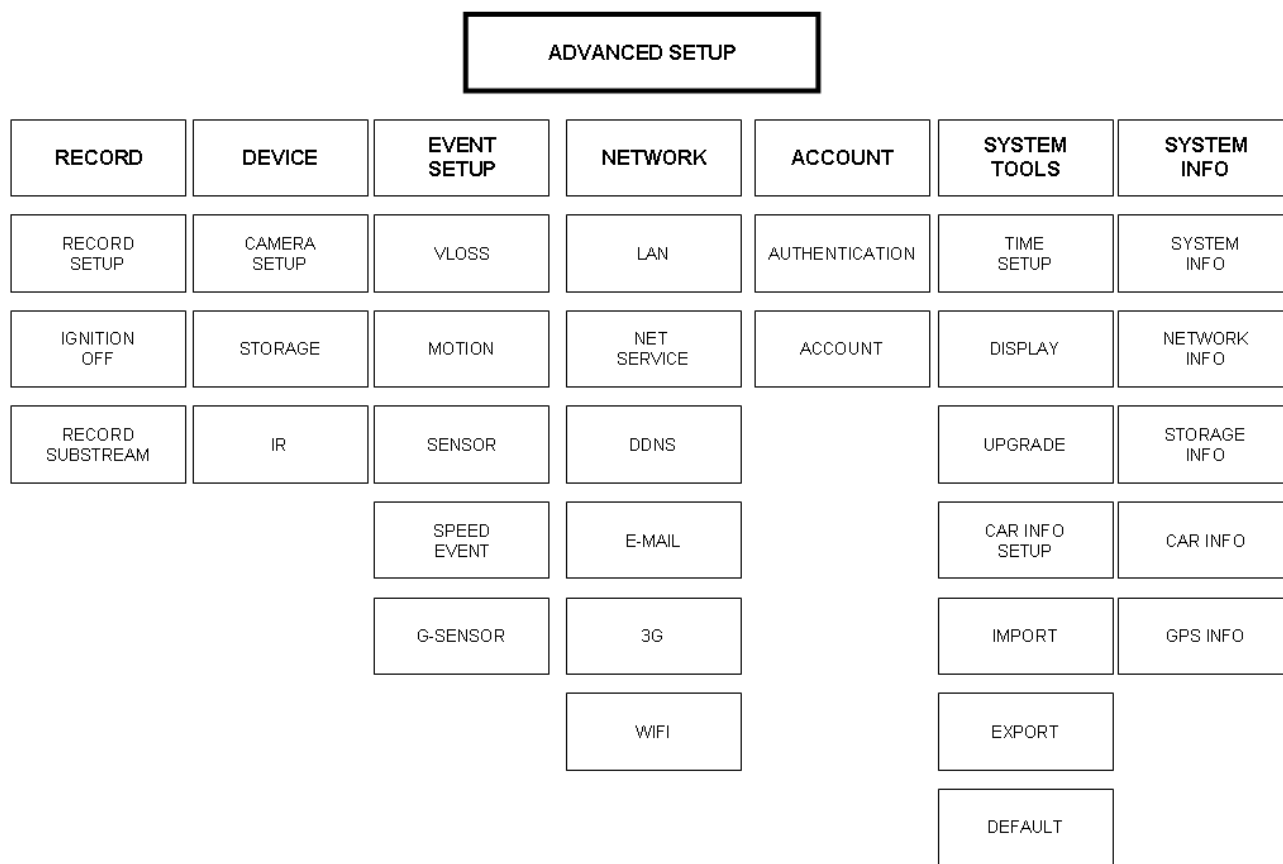 ADVANCED SETUP
RECORD
DEVICE
EVENT
SETUP
NETWORK
ACCOUNT
SYSTEM
TOOLS
SYSTEM
INFO
RECORD
SETUP
CAMERA
SETUP
VLOSS
LAN
AUTHENTICATION
TIME
SETUP
SYSTEM
INFO
IGNITION
OFF
STORAGE
MOTION
NET
SERVICE
ACCOUNT
DISPLAY
NETWORK
INFO
RECORD
SUBSTREAM
IR
SENSOR
DDNS
UPGRADE
STORAGE
INFO
SPEED
EVENT
E-MAIL
CAR INFO
SETUP
CAR INFO
G-SENSOR
3G
IMPORT
GPS INFO
WIFI
EXPORT
DEFAULT